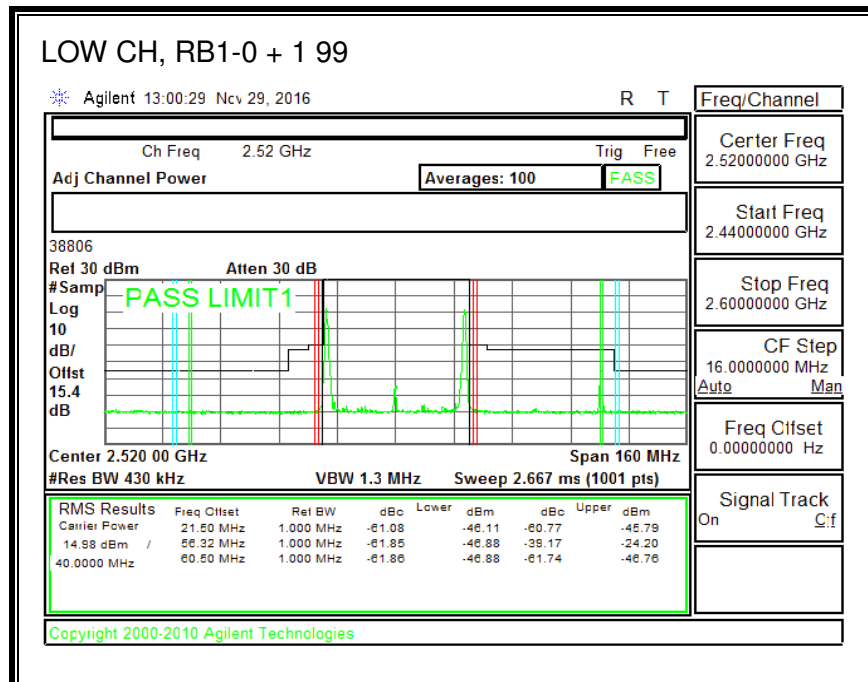 LOW CH, RB1-0 + 1 99
Agilent 13:00:29 Nov 29, 2016 R T
Freq/Channel
Ch Freq 2.52 GHz Trig Free
Adj Channel Power Averages: 100 PASS
Center Freq
2.52000000 GHz
Start Freq
2.44000000 GHz
38806
Ref 30 dBm Atten 30 dB
#Samp
Log
10
dB/
Offst
15.4
dB
PASS LIMIT1
Stop Freq
2.60000000 GHz
CF Step
16.0000000 MHz
Auto Man
Freq Offset
0.00000000 Hz
Center 2.520 00 GHz Span 160 MHz
#Res BW 430 kHz VBW 1.3 MHz Sweep 2.667 ms (1001 pts)
Signal Track
On Off
RMS Results Freq Offset Ref BW dBc Lower dBm dBc Upper dBm
Carrier Power 21.50 MHz 1.000 MHz -61.08 -46.11 -60.77 -45.79
14.98 dBm / 56.32 MHz 1.000 MHz -61.85 -46.88 -39.17 -24.20
40.0000 MHz 60.50 MHz 1.000 MHz -61.86 -46.88 -61.74 -46.76
Copyright 2000-2010 Agilent Technologies